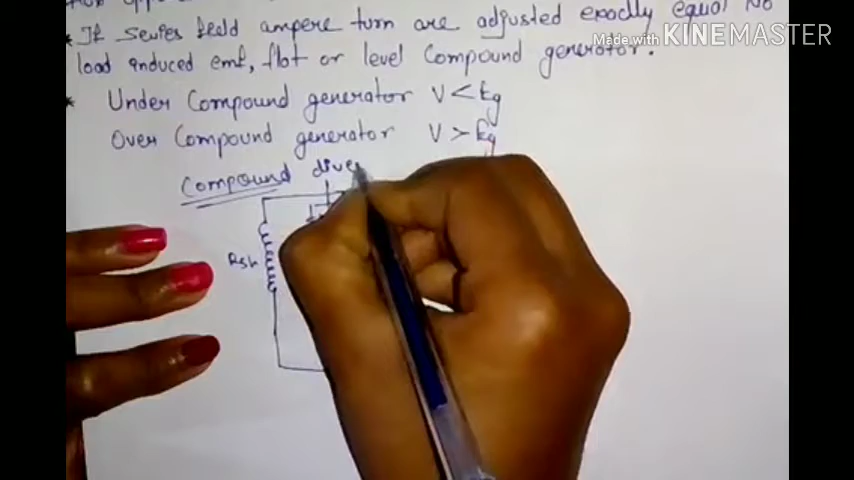 * If series field ampere turn are adjusted exactly equal No
Made with KINEMASTER
load induced emf, flat or level Compound generator.
* Under Compound generator V < Eg
Over Compound generator V > Eg
Compound dive
Rsh